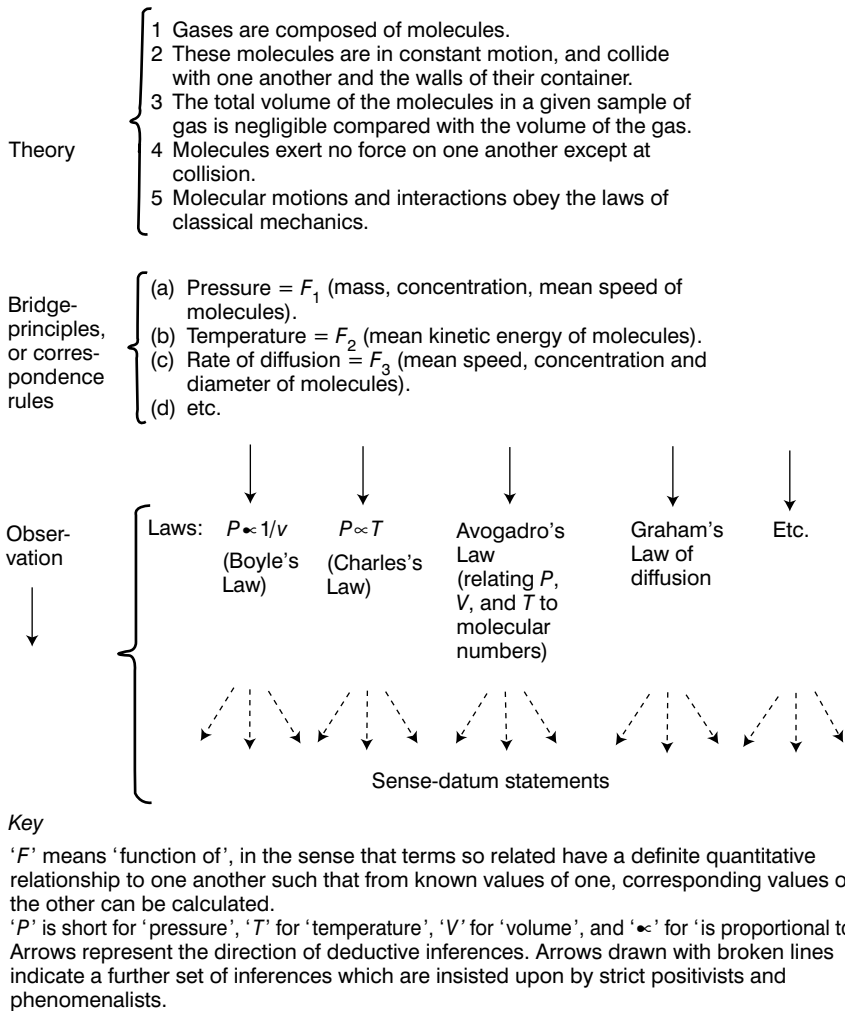 Theory
1 Gases are composed of molecules.
2 These molecules are in constant motion, and collide
with one another and the walls of their container.
3 The total volume of the molecules in a given sample of
gas is negligible compared with the volume of the gas.
4 Molecules exert no force on one another except at
collision.
5 Molecular motions and interactions obey the laws of
classical mechanics.
Bridge-
principles,
or corres-
pondence
rules
(a) Pressure = F₁ (mass, concentration, mean speed of
molecules).
(b) Temperature = F₂ (mean kinetic energy of molecules).
(c) Rate of diffusion = F₃ (mean speed, concentration and
diameter of molecules).
(d) etc.
Obser-
vation
Laws:
P ∝ 1/v
(Boyle's
Law)
P ∝ T
(Charles's
Law)
Avogadro's
Law
(relating P,
V, and T to
molecular
numbers)
Graham's
Law of
diffusion
Etc.
Sense-datum statements
Key
‘F’ means ‘function of’, in the sense that terms so related have a definite quantitative
relationship to one another such that from known values of one, corresponding values o
the other can be calculated.
‘P’ is short for ‘pressure’, ‘T’ for ‘temperature’, ‘V’ for ‘volume’, and ‘∝’ for ‘is proportional to
Arrows represent the direction of deductive inferences. Arrows drawn with broken lines
indicate a further set of inferences which are insisted upon by strict positivists and
phenomenalists.